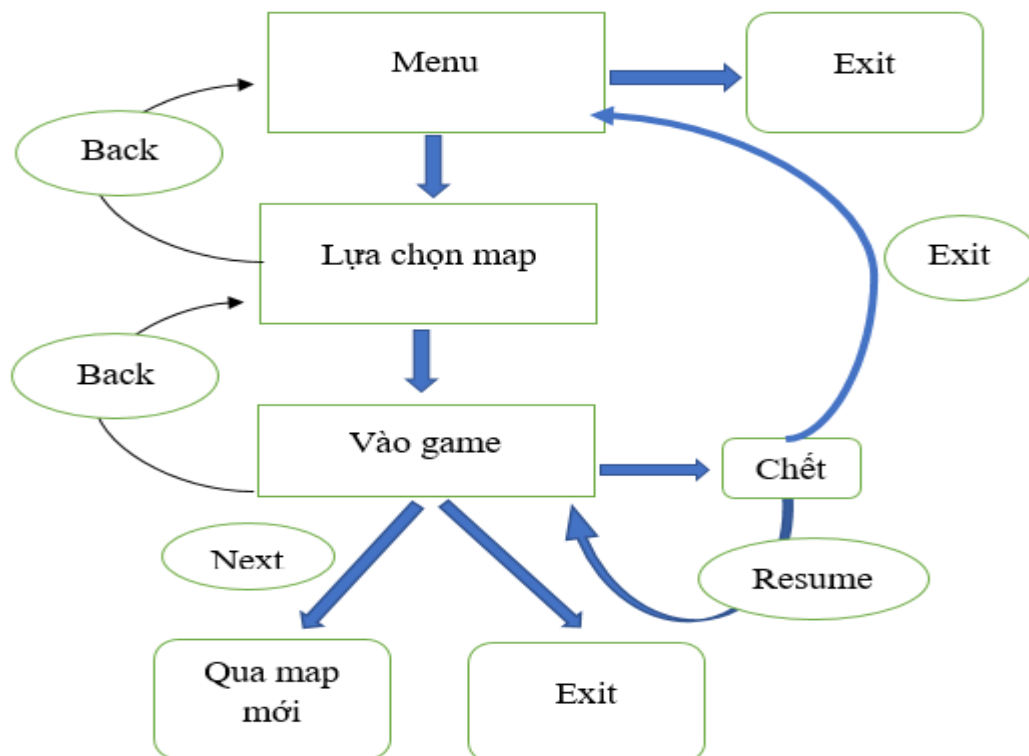 Menu
Exit
Back
Lựa chọn map
Exit
Back
Vào game
Chết
Next
Resume
Qua map
mới
Exit